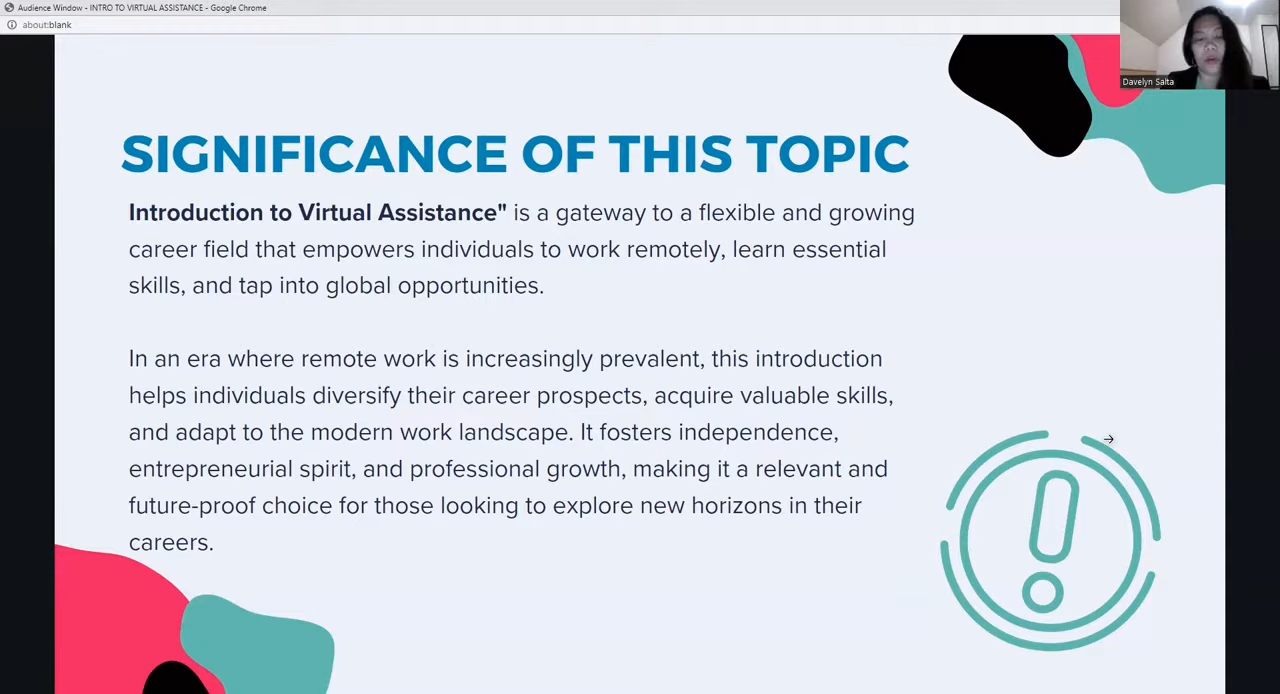 Audience Window - INTRO TO VIRTUAL ASSISTANCE - Google Chrome
about:blank
Davelyn Salta
SIGNIFICANCE OF THIS TOPIC
Introduction to Virtual Assistance" is a gateway to a flexible and growing
career field that empowers individuals to work remotely, learn essential
skills, and tap into global opportunities.
In an era where remote work is increasingly prevalent, this introduction
helps individuals diversify their career prospects, acquire valuable skills,
and adapt to the modern work landscape. It fosters independence,
entrepreneurial spirit, and professional growth, making it a relevant and
future-proof choice for those looking to explore new horizons in their
careers.